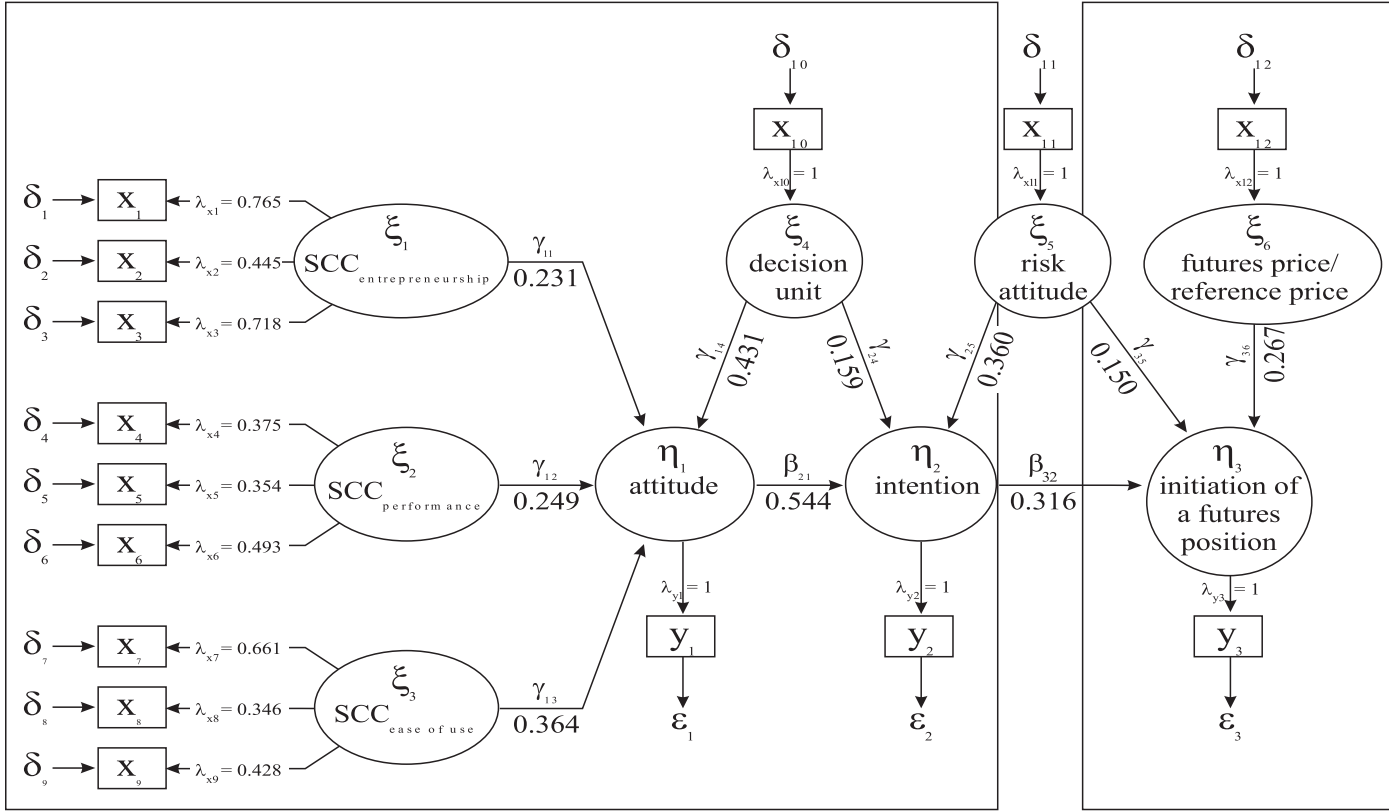 δ₁₀
δ₁₁
δ₁₂
x₁₀
x₁₁
x₁₂
λₓ₁₀ = 1
λₓ₁₁ = 1
λₓ₁₂ = 1
δ₁ x₁ λₓ₁ = 0.765
δ₂ x₂ λₓ₂ = 0.445
δ₃ x₃ λₓ₃ = 0.718
ξ₁
SCC entrepreneurship
γ₁₁
0.231
ξ₄
decision
unit
ξ₅
risk
attitude
ξ₆
futures price/
reference price
γ₁₄
0.431
γ₂₄
0.159
γ₂₅
0.360
γ₃₅
0.150
γ₃₆
0.267
δ₄ x₄ λₓ₄ = 0.375
δ₅ x₅ λₓ₅ = 0.354
δ₆ x₆ λₓ₆ = 0.493
ξ₂
SCC performance
γ₁₂
0.249
η₁
attitude
β₂₁
0.544
η₂
intention
β₃₂
0.316
η₃
initiation of
a futures
position
λy₁ = 1
λy₂ = 1
λy₃ = 1
y₁
y₂
y₃
ε₁
ε₂
ε₃
δ₇ x₇ λₓ₇ = 0.661
δ₈ x₈ λₓ₈ = 0.346
δ₉ x₉ λₓ₉ = 0.428
ξ₃
SCC ease of use
γ₁₃
0.364